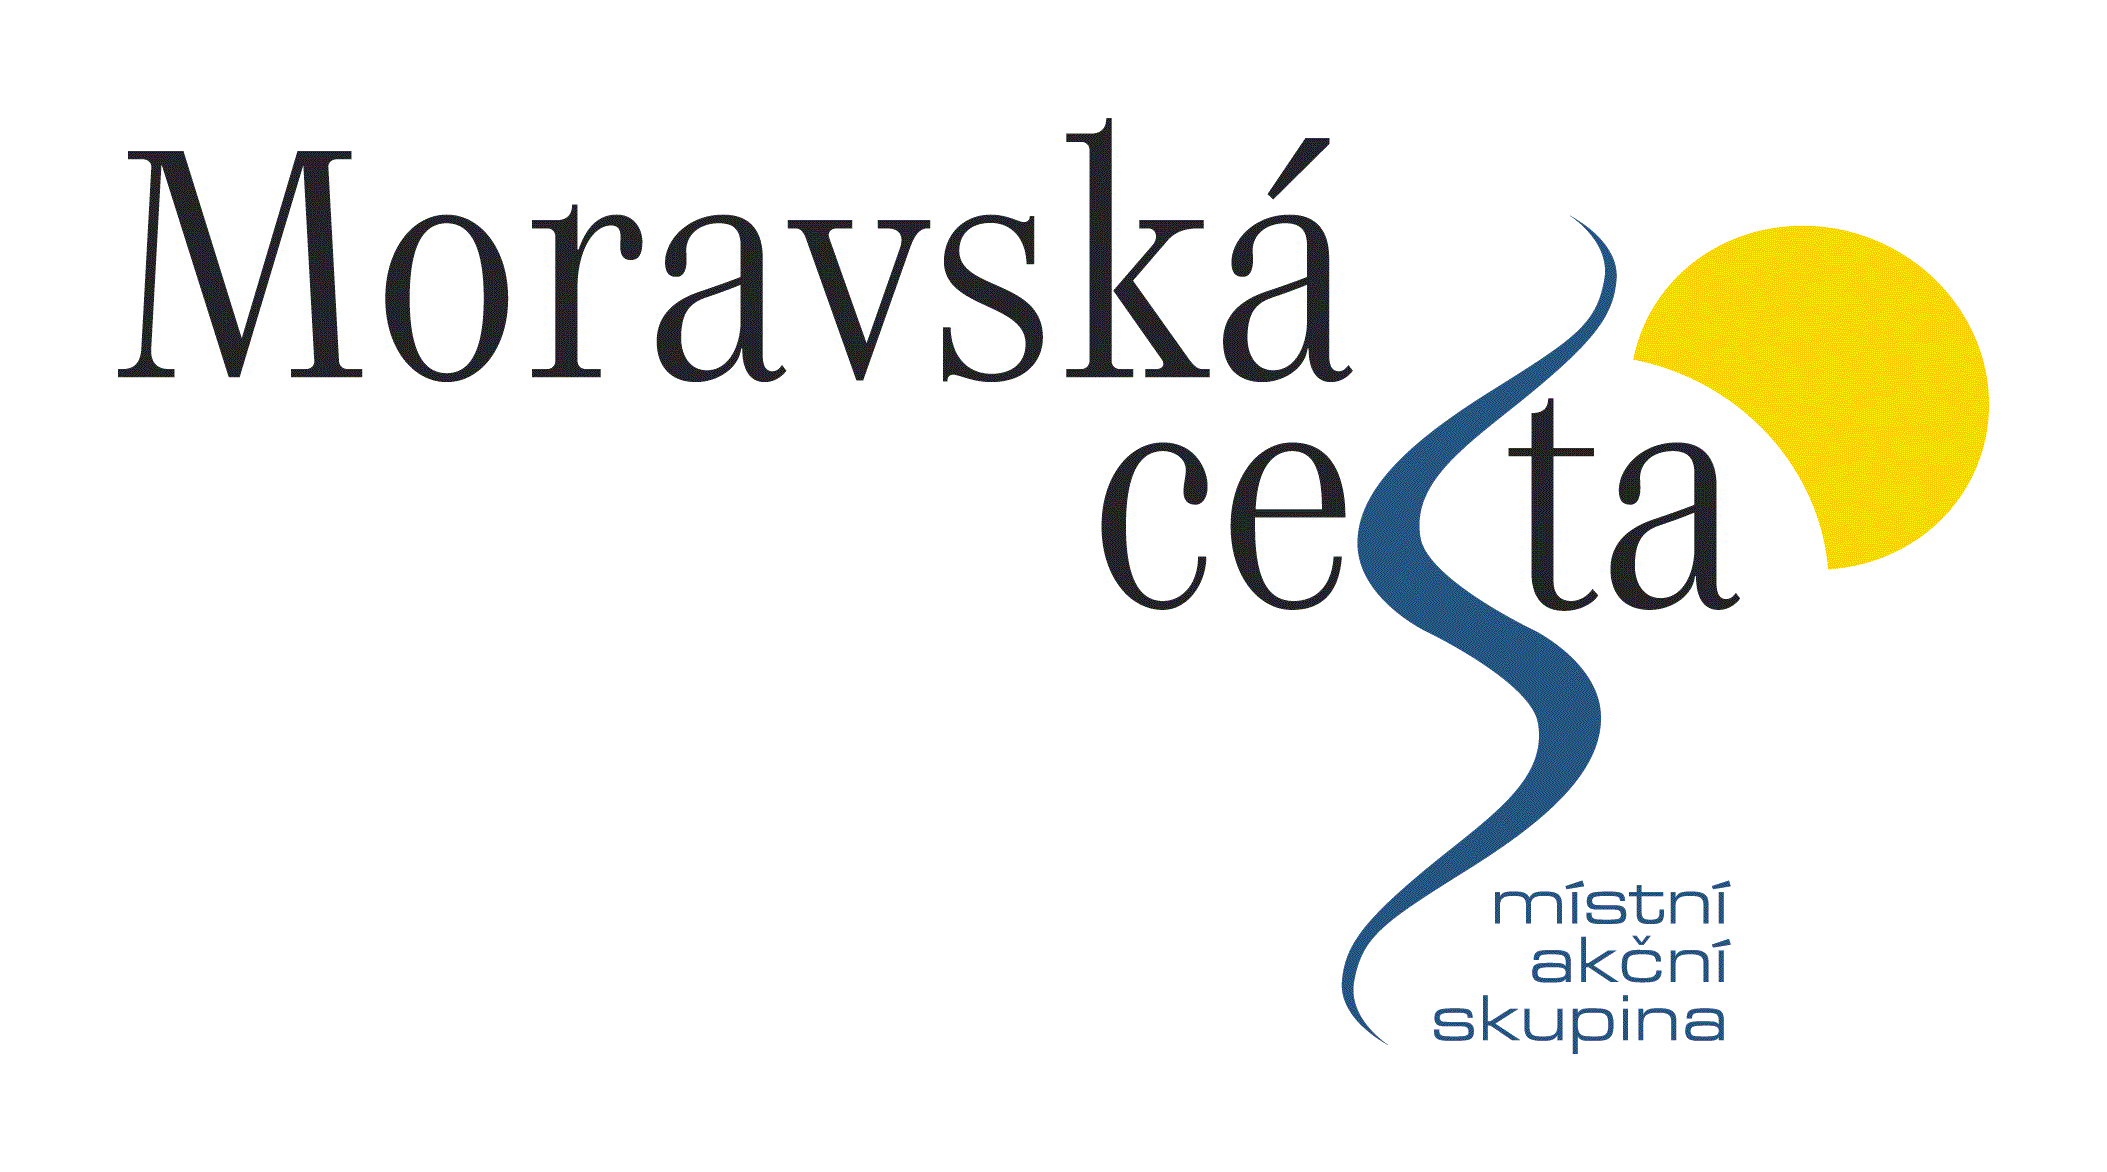 Moravská
cesta
místní
akční
skupina